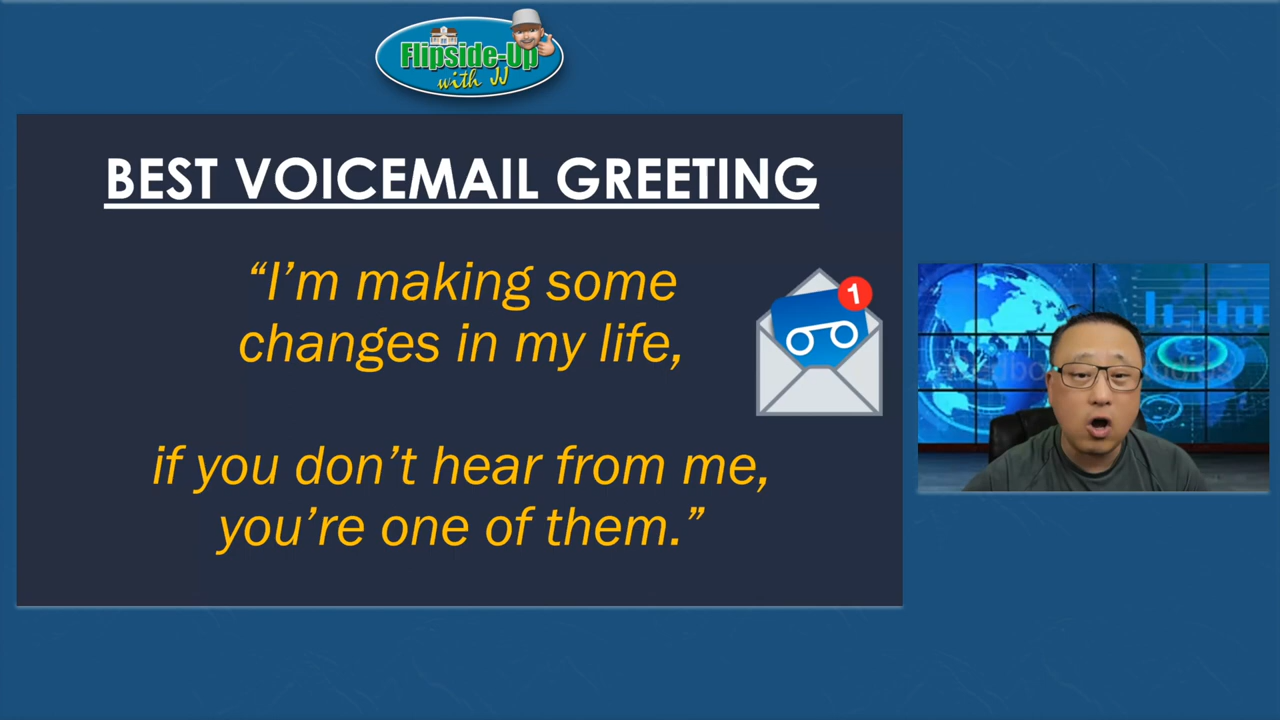 Flipside-Up
with JJ
BEST VOICEMAIL GREETING
“I’m making some
changes in my life,
1
if you don’t hear from me,
you’re one of them.”